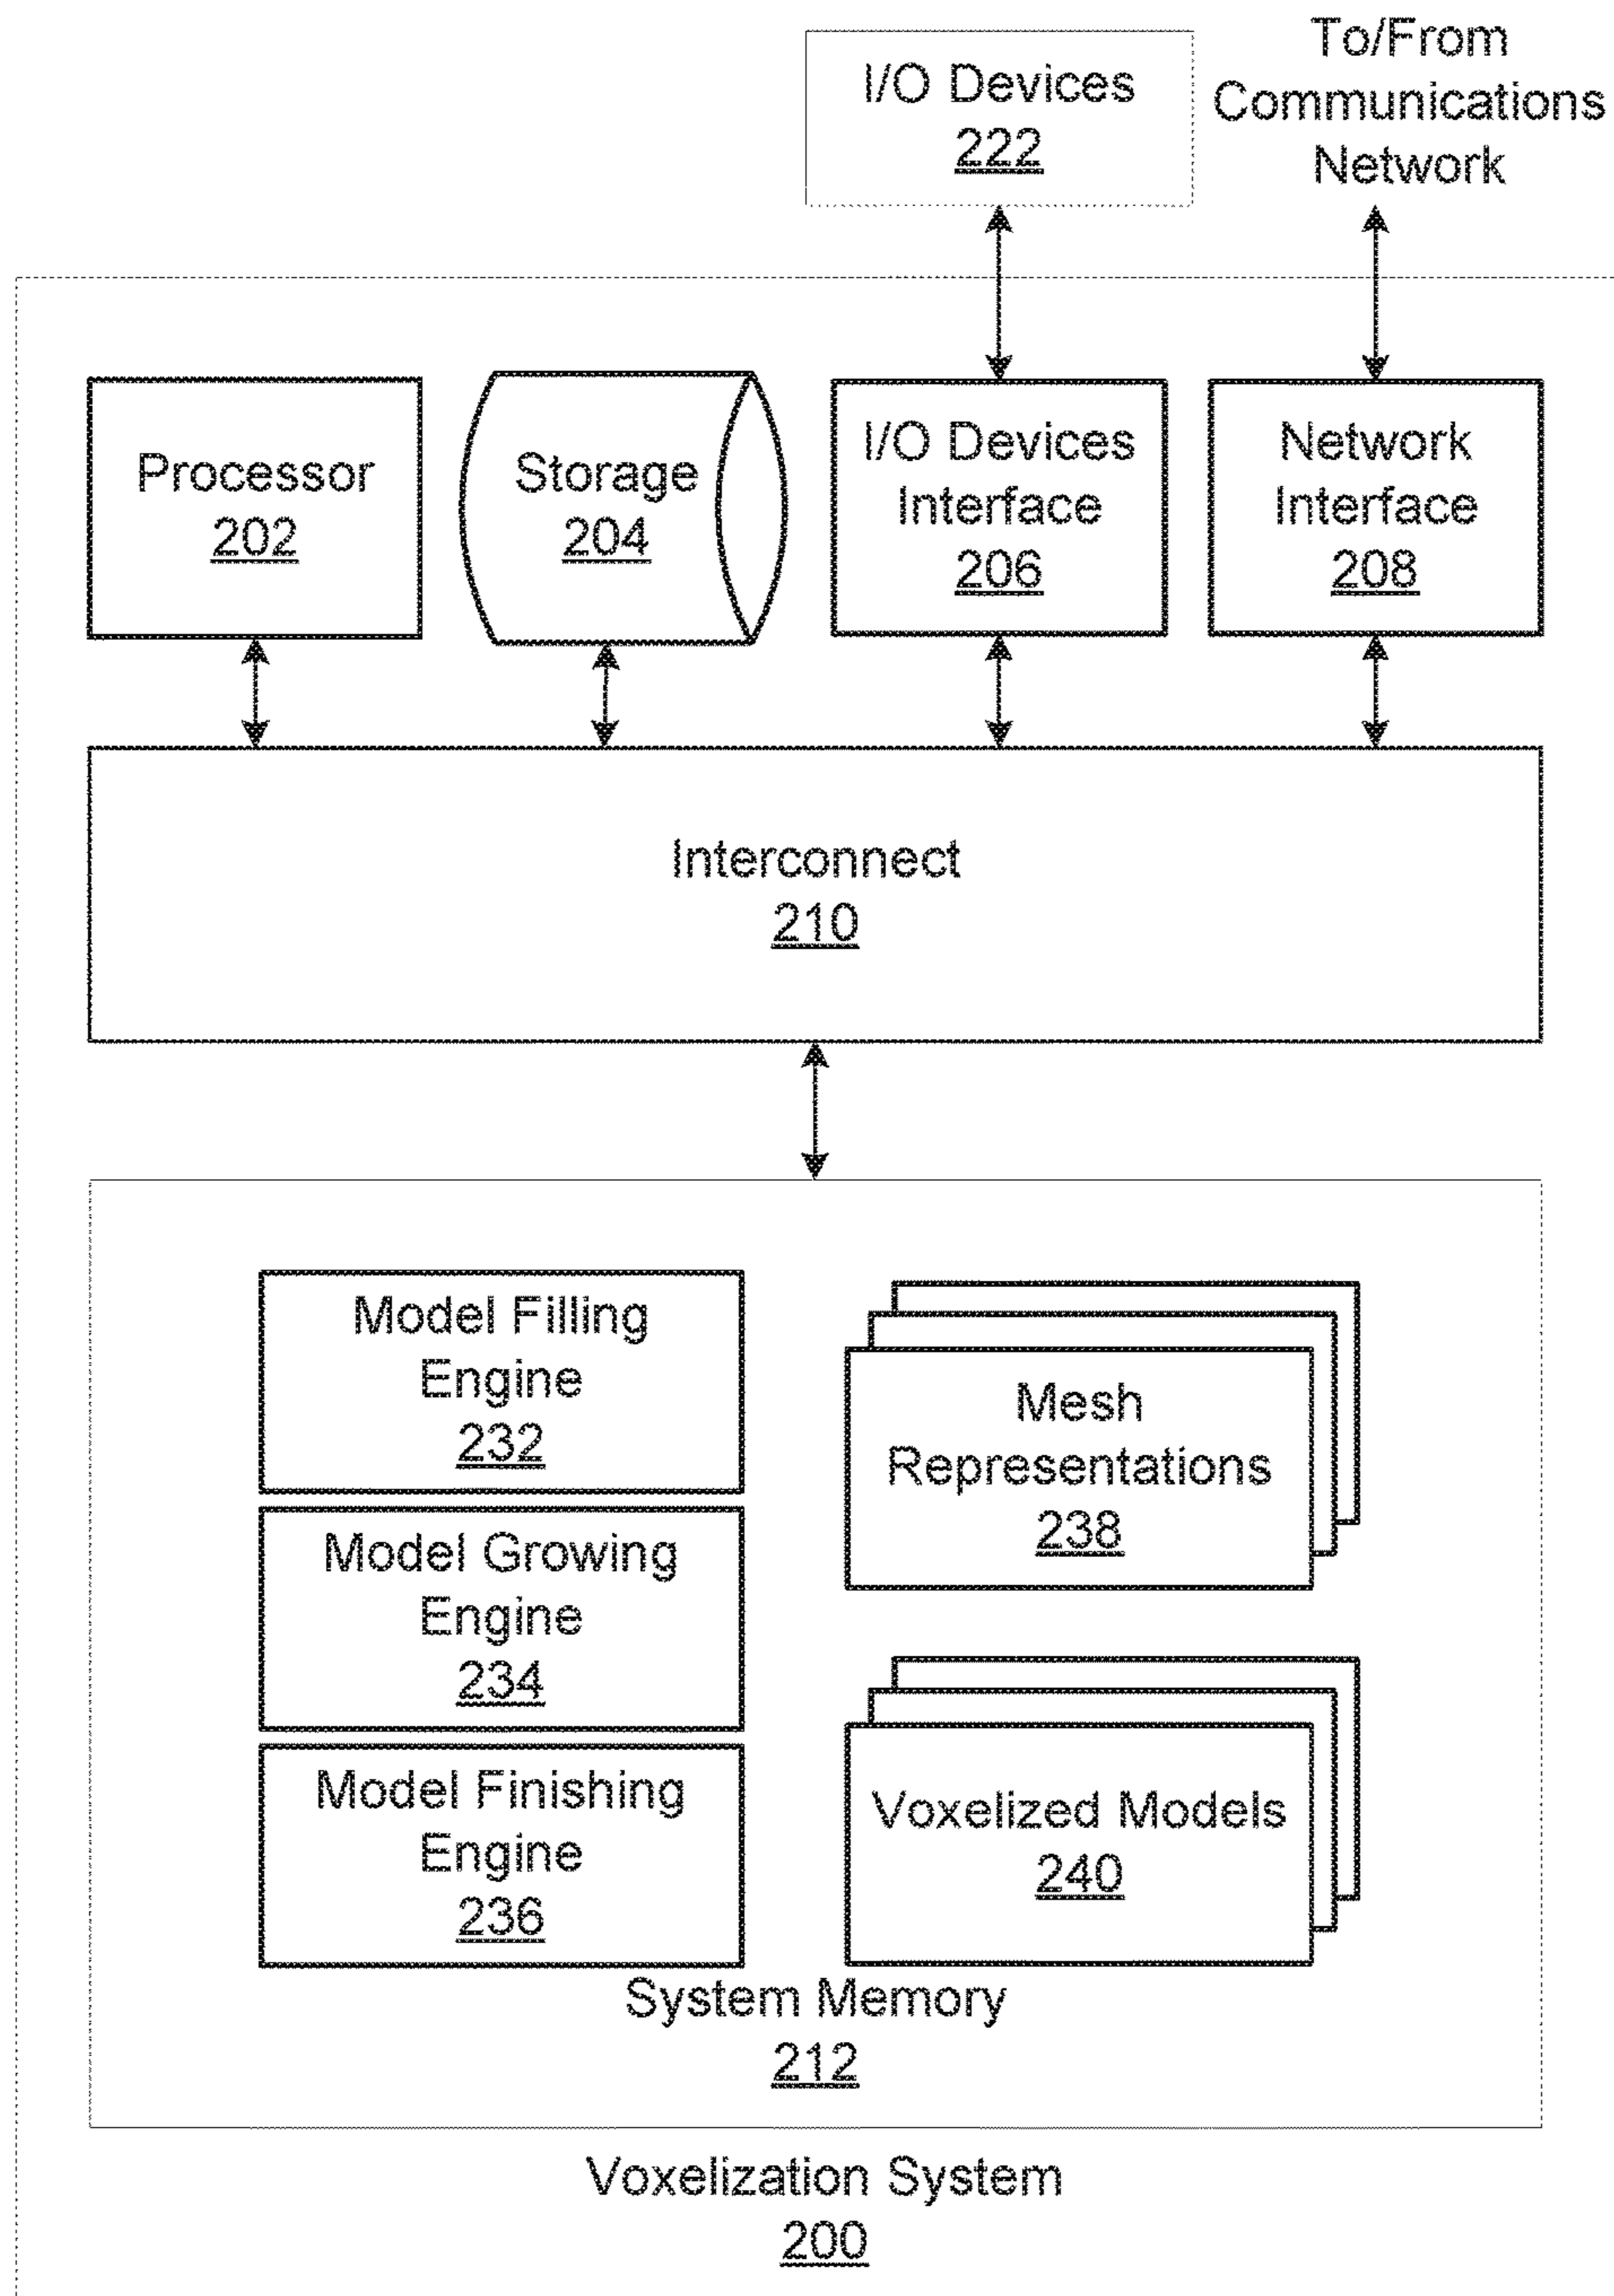 I/O Devices
222
To/From
Communications
Network
Processor
202
Storage
204
I/O Devices
Interface
206
Network
Interface
208
Interconnect
210
Model Filling
Engine
232
Model Growing
Engine
234
Model Finishing
Engine
236
Mesh
Representations
238
Voxelized Models
240
System Memory
212
Voxelization System
200